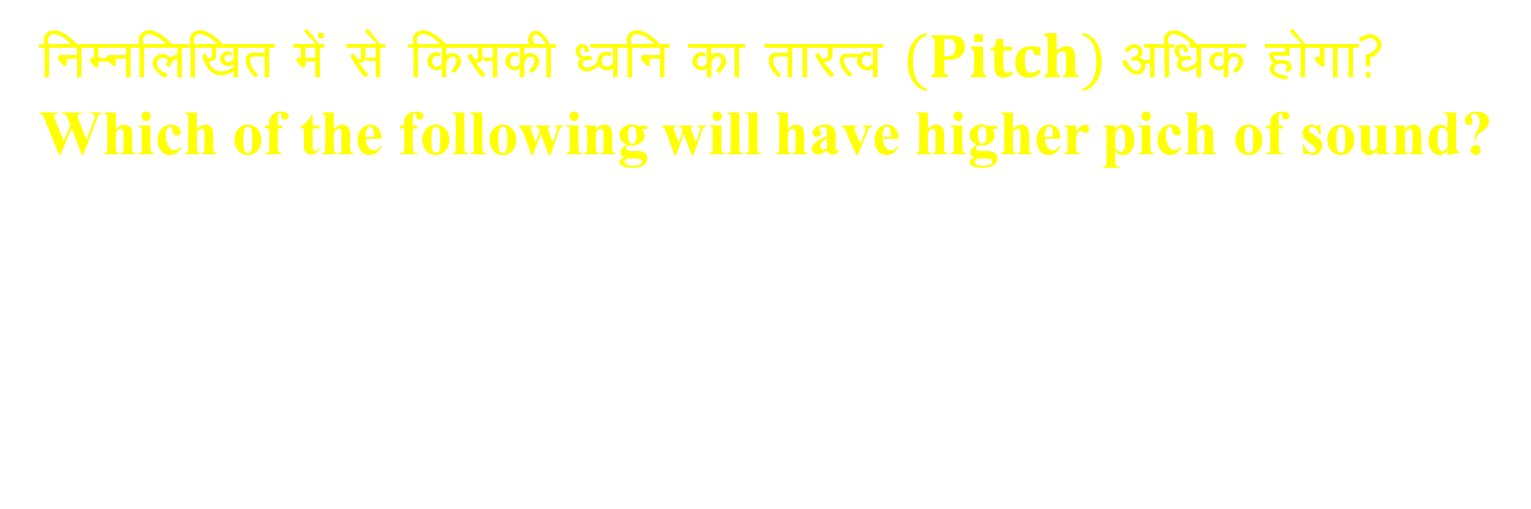 निम्नलिखित में से किसकी ध्वनि का तारत्व (Pitch) अधिक होगा?
Which of the following will have higher pich of sound?